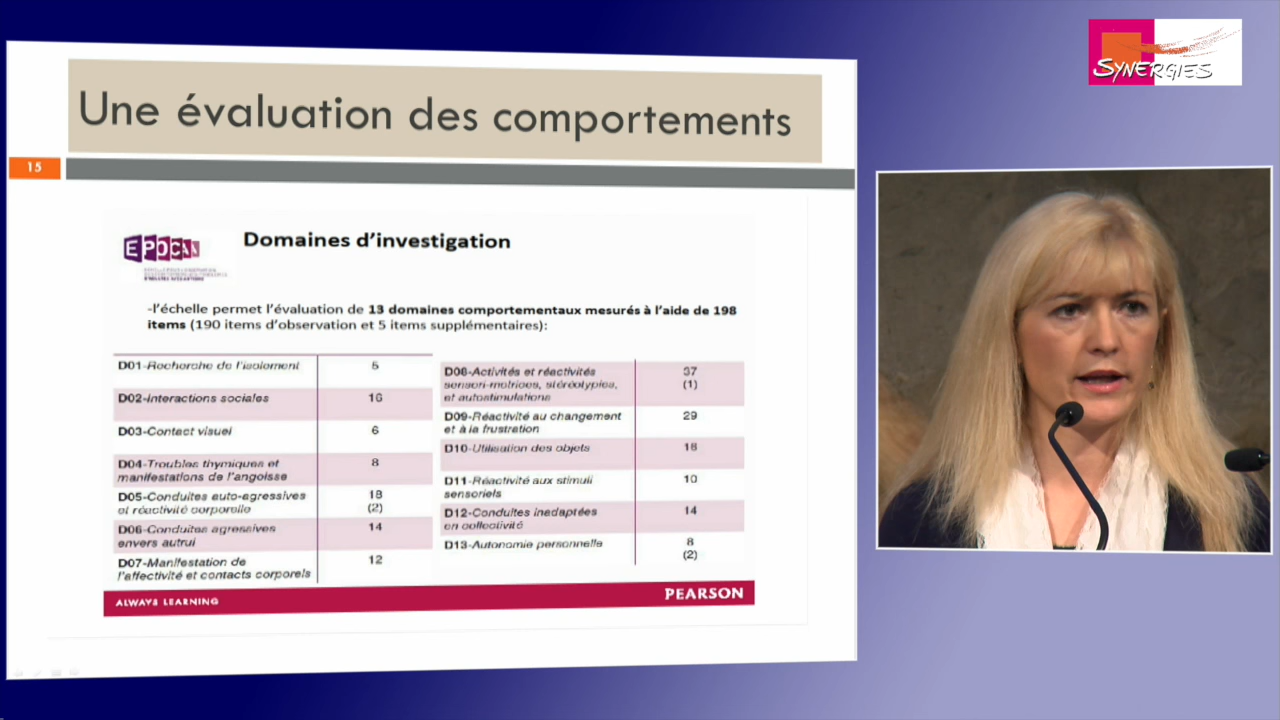 Une évaluation des comportements
15
EPOCAA
Domaines d'investigation
-l'échelle permet l'évaluation de 13 domaines comportementaux mesurés à l'aide de 198
items (190 items d'observation et 5 items supplémentaires):
D01-Recherche de l'isolement 5
D02-Interactions sociales 16
D03-Contact visuel 6
D04-Troubles thymiques et
manifestations de l'angoisse
8
D05-Conduites auto-agressives
et réactivité corporelle
18
(2)
D06-Conduites agressives
envers autrui
14
D07-Manifestation de
l'affectivité et contacts corporels
12
D08-Activités et réactivités
sensori-motrices, stéréotypies,
et autostimulations
37
(1)
D09-Réactivité au changement
et à la frustration
29
D10-Utilisation des objets
D11-Réactivité aux stimuli
sensoriels
10
D12-Conduites inadaptées
en collectivité
14
D13-Autonomie personnelle
8
(2)
ALWAYS LEARNING
PEARSON
SYNERGIES